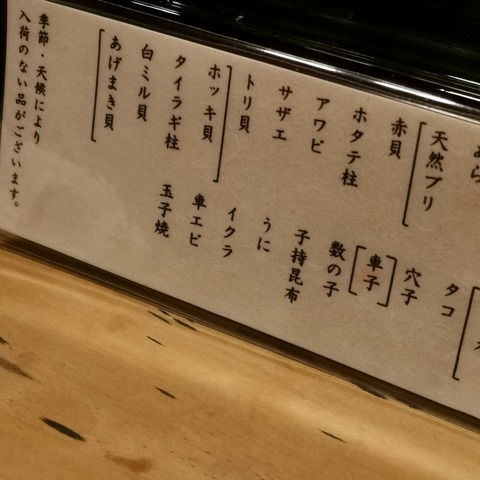 あら
天然ブリ
赤貝
ホタテ柱
アワビ
サザエ
トリ貝
ホッキ貝
タイラギ柱
白ミル貝
あげまき貝
タコ
穴子
車子
数の子
子持昆布
うに
イクラ
車エビ
玉子焼
季節・天候により
入荷のない品がございます。